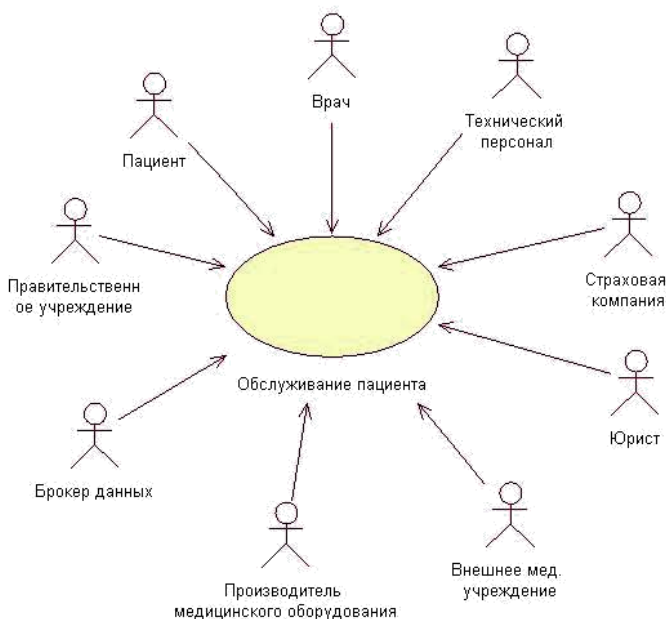 Врач
Технический
персонал
Пациент
Правительственн
ое учреждение
Страховая
компания
Обслуживание пациента
Юрист
Брокер данных
Внешнее мед.
учреждение
Производитель
медицинского оборудования